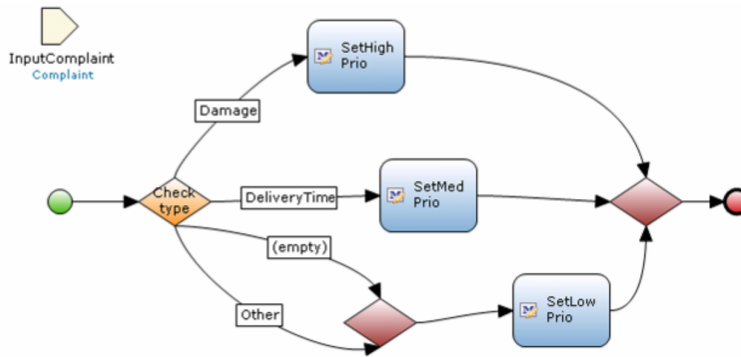 InputComplaint
Complaint
SetHigh
Prio
Damage
Check
type
DeliveryTime
SetMed
Prio
(empty)
Other
SetLow
Prio